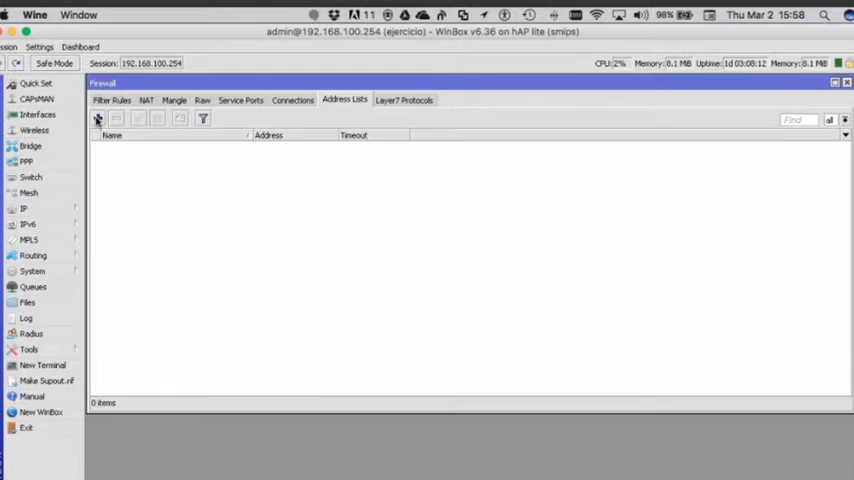 Wine Window 11 98% Thu Mar 2 15:58
admin@192.168.100.254 (ejercicio) - WinBox v6.36 on hAP lite (smips)
ssion Settings Dashboard
Safe Mode Session: 192.168.100.254 CPU: 2% Memory: 8.1 MiB Uptime: 1d 03:08:12 Memory: 8.1 MiB
Quick Set
CAPsMAN
Interfaces
Wireless
Bridge
PPP
Switch
Mesh
IP
IPv6
MPLS
Routing
System
Queues
Files
Log
Radius
Tools
New Terminal
Make Supout.rif
Manual
New WinBox
Exit
Firewall
Filter Rules NAT Mangle Raw Service Ports Connections Address Lists Layer7 Protocols
Find all
Name Address Timeout
0 items